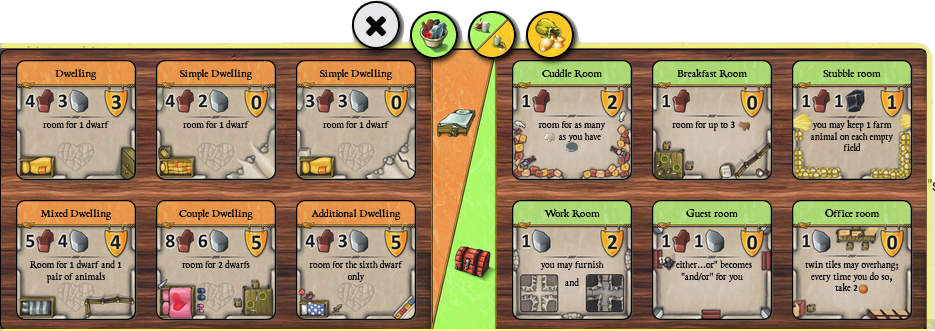 Dwelling
4 3 3
room for 1 dwarf
Simple Dwelling
4 2 0
room for 1 dwarf
Simple Dwelling
3 3 0
room for 1 dwarf
Cuddle Room
1 2
room for as many
as you have
Breakfast Room
1 0
room for up to 3
Stubble room
1 1 1
you may keep 1 farm
animal on each empty
field
Mixed Dwelling
5 4 4
Room for 1 dwarf and 1
pair of animals
Couple Dwelling
8 6 5
room for 2 dwarfs
Additional Dwelling
4 3 5
room for the sixth dwarf
only
Work Room
1 2
you may furnish
and
Guest room
1 1 0
either...or" becomes
"and/or" for you
Office room
1 0
twin tiles may overhang;
every time you do so,
take 2